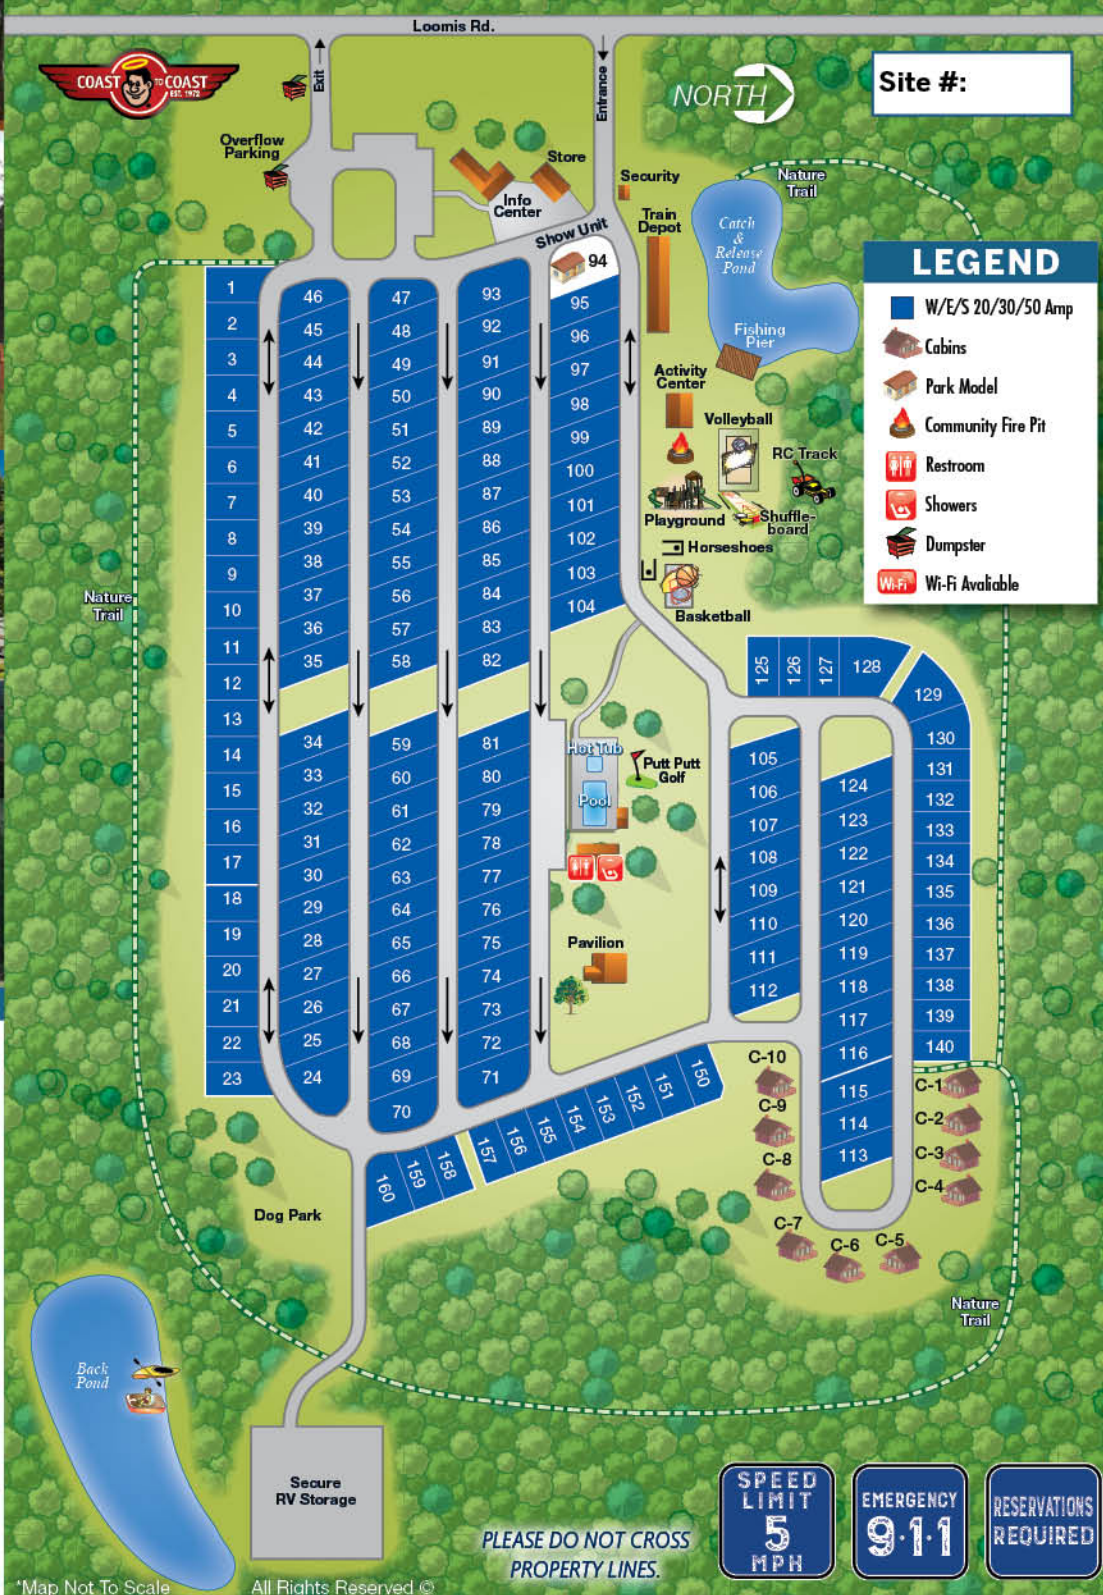 Loomis Rd.
COAST TO COAST
EST. 1972
Exit
Entrance
NORTH
Site #:
Overflow
Parking
Store
Info
Center
Security
Train
Depot
Show Unit
Nature
Trail
Catch
&
Release
Pond
Fishing
Pier
LEGEND
W/E/S 20/30/50 Amp
Cabins
Park Model
Community Fire Pit
Restroom
Showers
Dumpster
Wi-Fi
Wi-Fi Avaliable
1
2
3
4
5
6
7
8
9
10
11
12
13
14
15
16
17
18
19
20
21
22
23
46
45
44
43
42
41
40
39
38
37
36
35
34
33
32
31
30
29
28
27
26
25
24
47
48
49
50
51
52
53
54
55
56
57
58
59
60
61
62
63
64
65
66
67
68
69
70
93
92
91
90
89
88
87
86
85
84
83
82
81
80
79
78
77
76
75
74
73
72
71
94
95
96
97
98
99
100
101
102
103
104
Activity
Center
Volleyball
RC Track
Playground
Shuffle-
board
Horseshoes
Basketball
Nature
Trail
Hot Tub
Pool
Putt Putt
Golf
Pavilion
125
126
127
128
129
130
131
132
133
134
135
136
137
138
139
140
105
106
107
108
109
110
111
112
124
123
122
121
120
119
118
117
116
115
114
113
C-10
C-9
C-8
C-7
C-6
C-5
C-4
C-3
C-2
C-1
150
151
152
153
154
155
156
157
158
159
160
Dog Park
Nature
Trail
Back
Pond
Secure
RV Storage
PLEASE DO NOT CROSS
PROPERTY LINES.
SPEED
LIMIT
5
MPH
EMERGENCY
9·1·1
RESERVATIONS
REQUIRED
*Map Not To Scale
All Rights Reserved ©